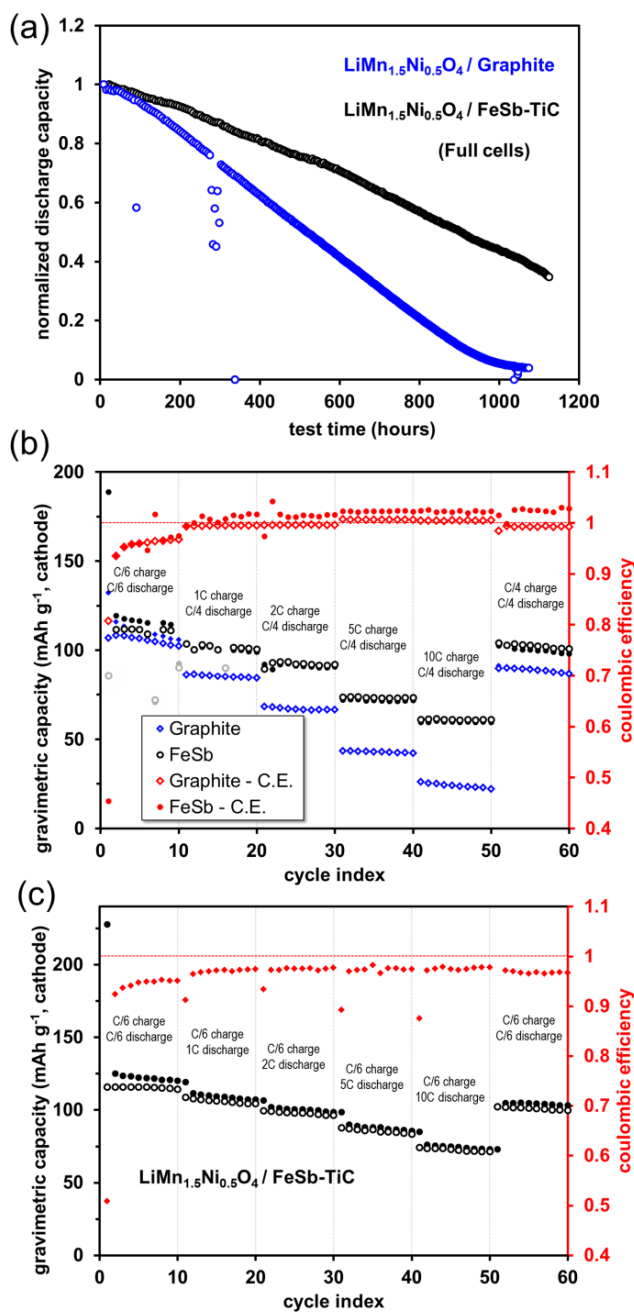 (a)
1.2
1
0.8
0.6
0.4
0.2
0
normalized discharge capacity
LiMn1.5Ni0.5O4 / Graphite
LiMn1.5Ni0.5O4 / FeSb-TiC
(Full cells)
0 200 400 600 800 1000 1200
test time (hours)
(b)
200
150
100
50
0
gravimetric capacity (mAh g-1, cathode)
C/6 charge
C/6 discharge
1C charge
C/4 discharge
2C charge
C/4 discharge
5C charge
C/4 discharge
10C charge
C/4 discharge
C/4 charge
C/4 discharge
Graphite
FeSb
Graphite - C.E.
FeSb - C.E.
1.1
1
0.9
0.8
0.7
0.6
0.5
0.4
coulombic efficiency
0 10 20 30 40 50 60
cycle index
(c)
200
150
100
50
0
gravimetric capacity (mAh g-1, cathode)
C/6 charge
C/6 discharge
C/6 charge
1C discharge
C/6 charge
2C discharge
C/6 charge
5C discharge
C/6 charge
10C discharge
C/6 charge
C/6 discharge
LiMn1.5Ni0.5O4 / FeSb-TiC
1.1
1
0.9
0.8
0.7
0.6
0.5
0.4
coulombic efficiency
0 10 20 30 40 50 60
cycle index